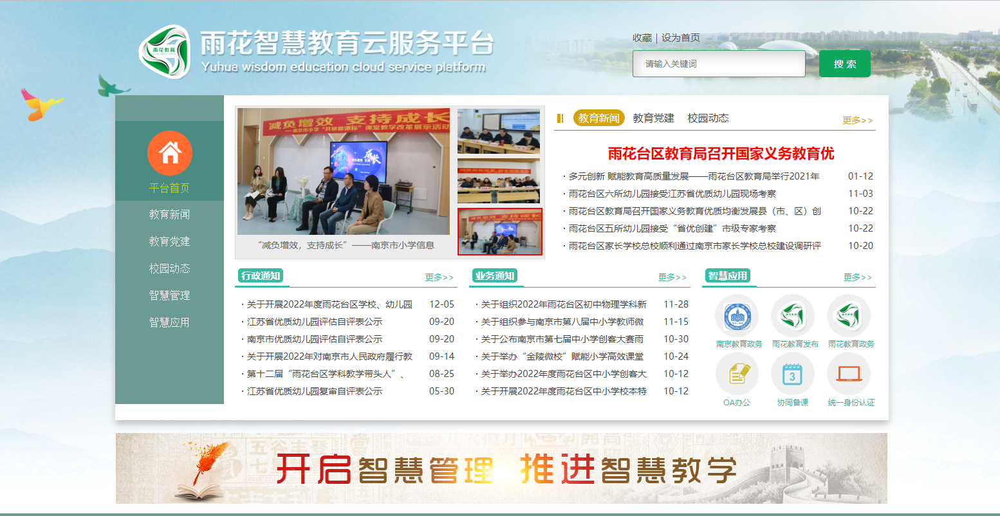 雨花教育
雨花智慧教育云服务平台
Yuhua wisdom education cloud service platform
收藏 | 设为首页
请输入关键词
搜 索
平台首页
教育新闻
教育党建
校园动态
智慧管理
智慧应用
减负增效 支持成长
——南京市小学“共研新课标”课堂教学改革展示活动
成长
“减负增效，支持成长”——南京市小学信息
教育新闻 教育党建 校园动态 更多>>
雨花台区教育局召开国家义务教育优
· 多元创新 赋能教育高质量发展——雨花台区教育局举行2021年 01-12
· 雨花台区六所幼儿园接受江苏省优质幼儿园现场考察 11-03
· 雨花台区教育局召开国家义务教育优质均衡发展县（市、区）创 10-22
· 雨花台区五所幼儿园接受“省优创建”市级专家考察 10-22
· 雨花台区家长学校总校顺利通过南京市家长学校总校建设调研评 10-20
行政通知 更多>>
· 关于开展2022年度雨花台区学校、幼儿园 12-05
· 江苏省优质幼儿园评估自评表公示 09-20
· 南京市优质幼儿园评估自评表公示 09-20
· 关于开展2022年对南京市人民政府履行教 09-14
· 第十二届“雨花台区学科教学带头人”、 08-25
· 江苏省优质幼儿园复审自评表公示 05-30
业务通知 更多>>
· 关于组织2022年雨花台区初中物理学科新 11-28
· 关于组织参与南京市第八届中小学教师微 11-15
· 关于公布南京市第七届中小学创客大赛雨 10-30
· 关于举办“金陵微校”赋能小学高效课堂 10-24
· 关于举办2022年度雨花台区中小学创客大 10-12
· 关于开展2022年度雨花台区中小学校本特 10-12
智慧应用 更多>>
南京教育政务 雨花教育发布 雨花教育政务
3
OA办公 协同备课 统一身份认证
开启智慧管理 推进智慧教学